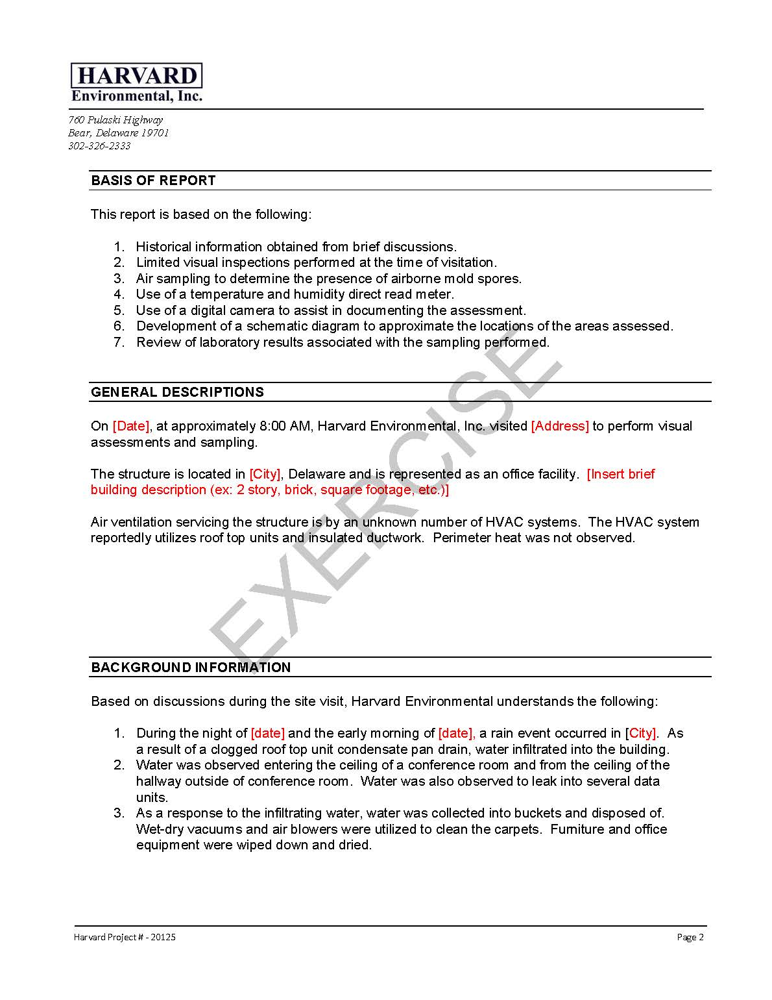 HARVARD
Environmental, Inc.
760 Pulaski Highway
Bear, Delaware 19701
302-326-2333
BASIS OF REPORT
This report is based on the following:
1. Historical information obtained from brief discussions.
2. Limited visual inspections performed at the time of visitation.
3. Air sampling to determine the presence of airborne mold spores.
4. Use of a temperature and humidity direct read meter.
5. Use of a digital camera to assist in documenting the assessment.
6. Development of a schematic diagram to approximate the locations of the areas assessed.
7. Review of laboratory results associated with the sampling performed.
GENERAL DESCRIPTIONS
On [Date], at approximately 8:00 AM, Harvard Environmental, Inc. visited [Address] to perform visual
assessments and sampling.
The structure is located in [City], Delaware and is represented as an office facility. [Insert brief
building description (ex: 2 story, brick, square footage, etc.)]
Air ventilation servicing the structure is by an unknown number of HVAC systems. The HVAC system
reportedly utilizes roof top units and insulated ductwork. Perimeter heat was not observed.
EXERCISE
BACKGROUND INFORMATION
Based on discussions during the site visit, Harvard Environmental understands the following:
1. During the night of [date] and the early morning of [date], a rain event occurred in [City]. As
a result of a clogged roof top unit condensate pan drain, water infiltrated into the building.
2. Water was observed entering the ceiling of a conference room and from the ceiling of the
hallway outside of conference room. Water was also observed to leak into several data
units.
3. As a response to the infiltrating water, water was collected into buckets and disposed of.
Wet-dry vacuums and air blowers were utilized to clean the carpets. Furniture and office
equipment were wiped down and dried.
Harvard Project # - 20125
Page 2